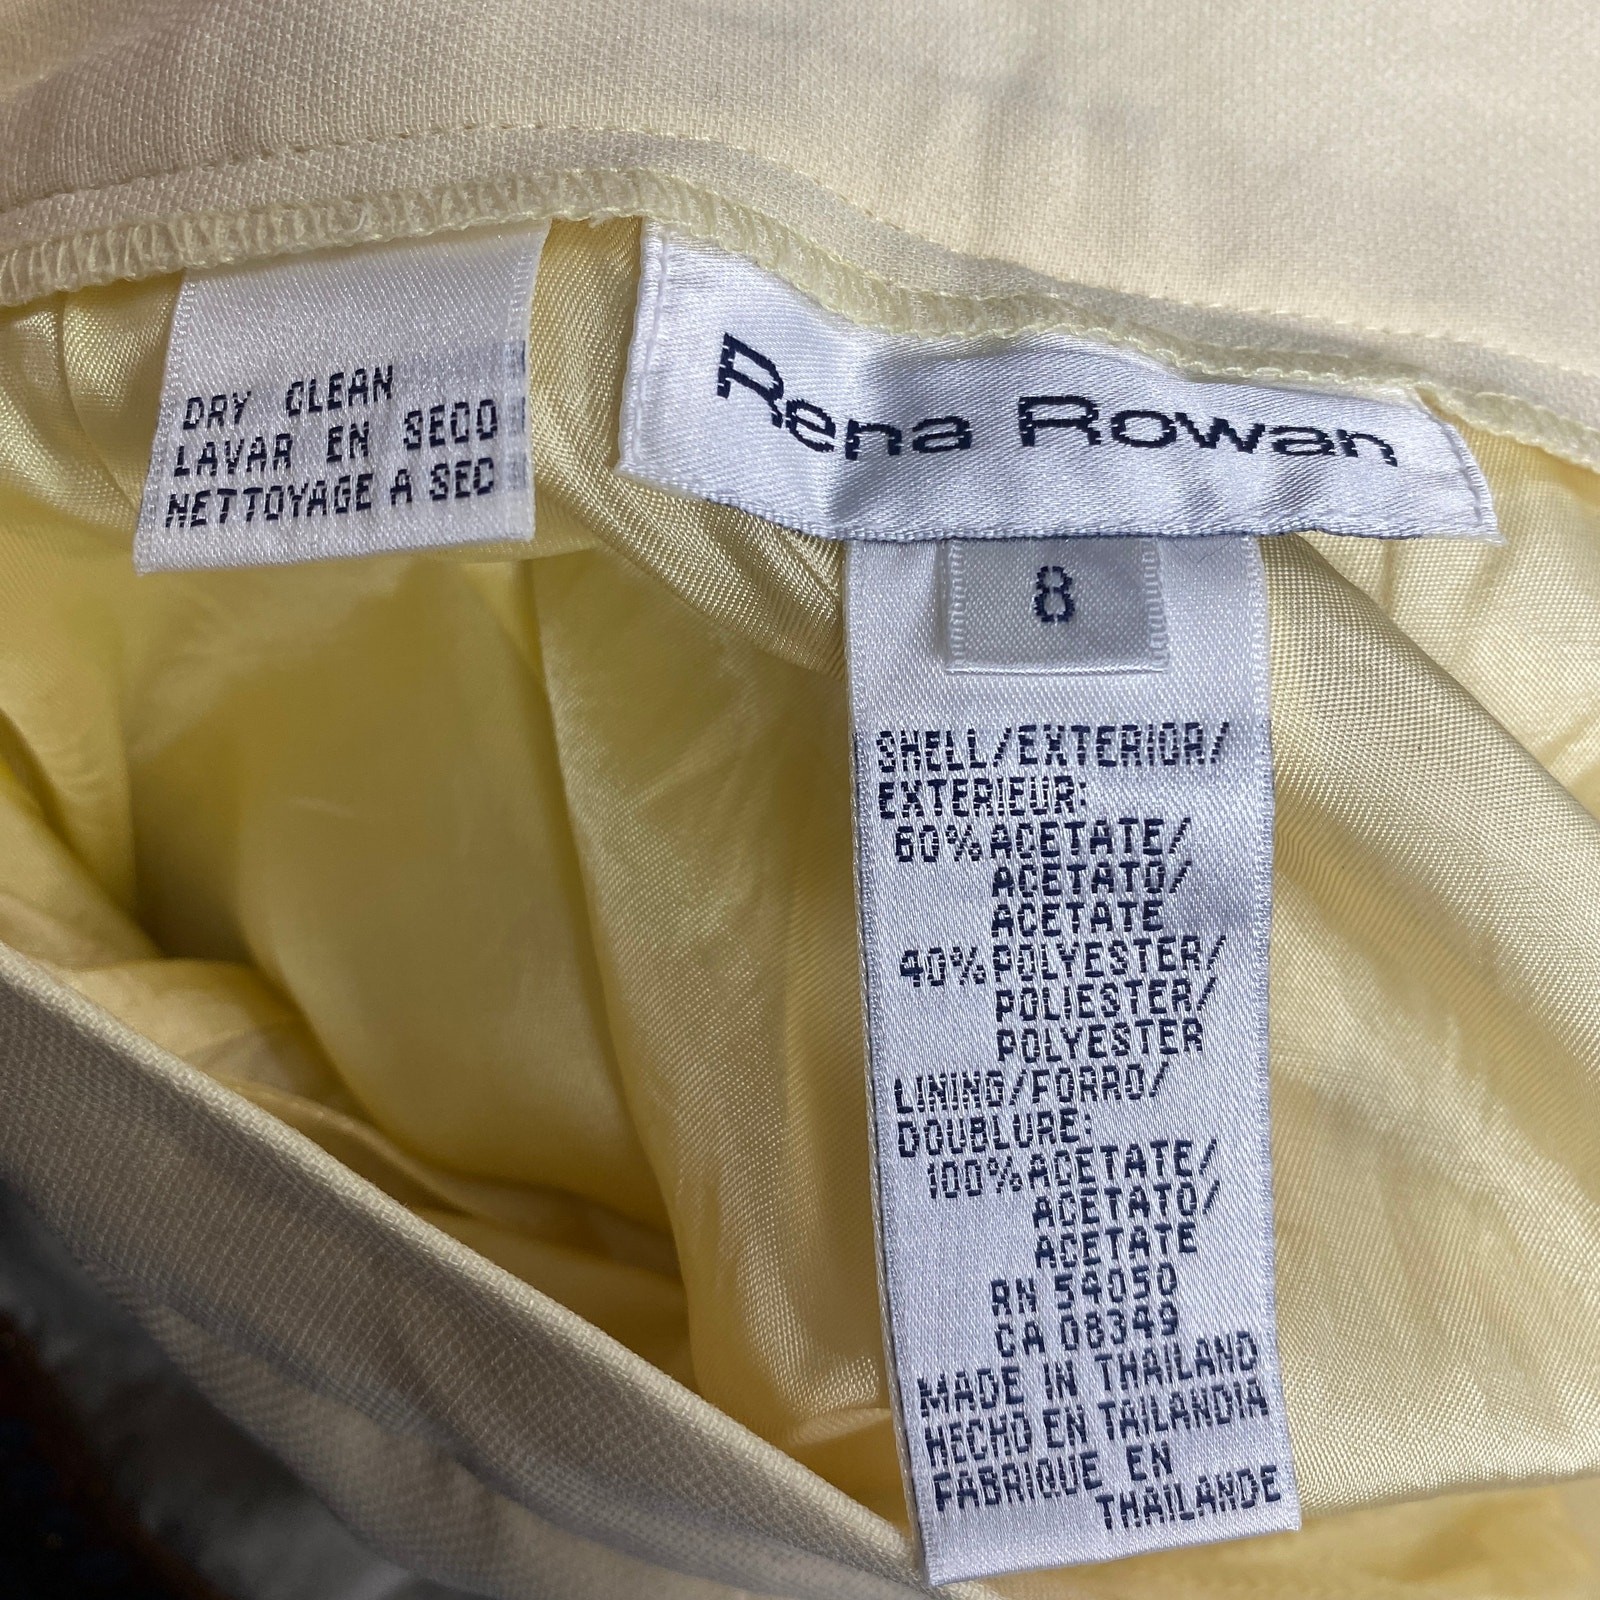 DRY CLEAN
LAVAR EN SECO
NETTOYAGE A SEC
Rena Rowan
8
SHELL/EXTERIOR/
EXTERIEUR:
60% ACETATE/
ACETATO/
ACETATE
40% POLYESTER/
POLIESTER/
POLYESTER
LINING/FORRO/
DOUBLURE:
100% ACETATE/
ACETATO/
ACETATE
RN 54050
CA 08349
MADE IN THAILAND
HECHO EN TAILANDIA
FABRIQUE EN
THAILANDE